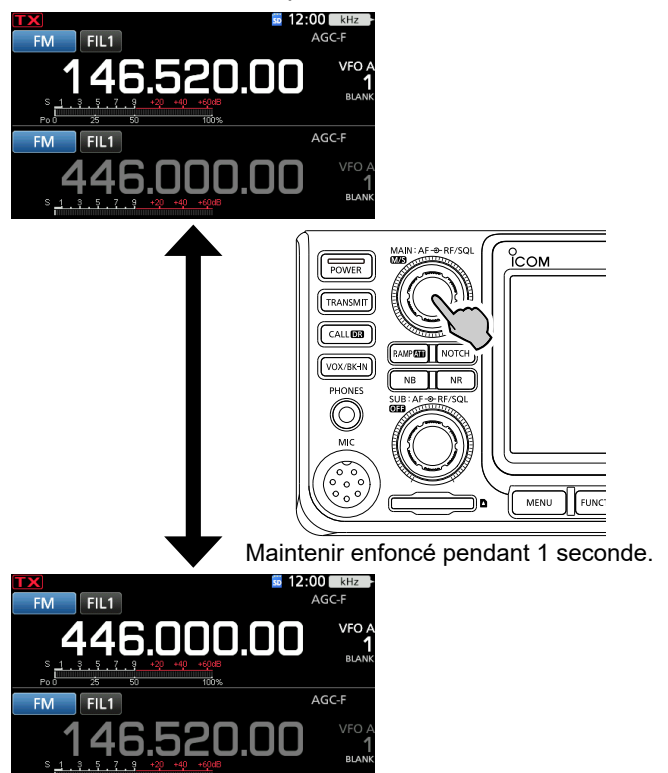 TX 12:00 kHz
FM FIL1 AGC-F
146.520.00 VFO A
1
BLANK
S 1 . 3 . 5 . 7 . 9 +20 +40 +60dB
Po 0 25 50 100%
FM FIL1 AGC-F
446.000.00 VFO A
1
BLANK
S 1 . 3 . 5 . 7 . 9 +20 +40 +60dB
MAIN : AF RF/SQL
M/S
ICOM
POWER
TRANSMIT
CALL DR
P.AMP ATT NOTCH
VOX/BK-IN
NB NR
PHONES
SUB : AF RF/SQL
OFF
MIC
MENU FUNCT
Maintenir enfoncé pendant 1 seconde.
TX 12:00 kHz
FM FIL1 AGC-F
446.000.00 VFO A
1
BLANK
S 1 . 3 . 5 . 7 . 9 +20 +40 +60dB
Po 0 25 50 100%
FM FIL1 AGC-F
146.520.00 VFO A
1
BLANK
S 1 . 3 . 5 . 7 . 9 +20 +40 +60dB